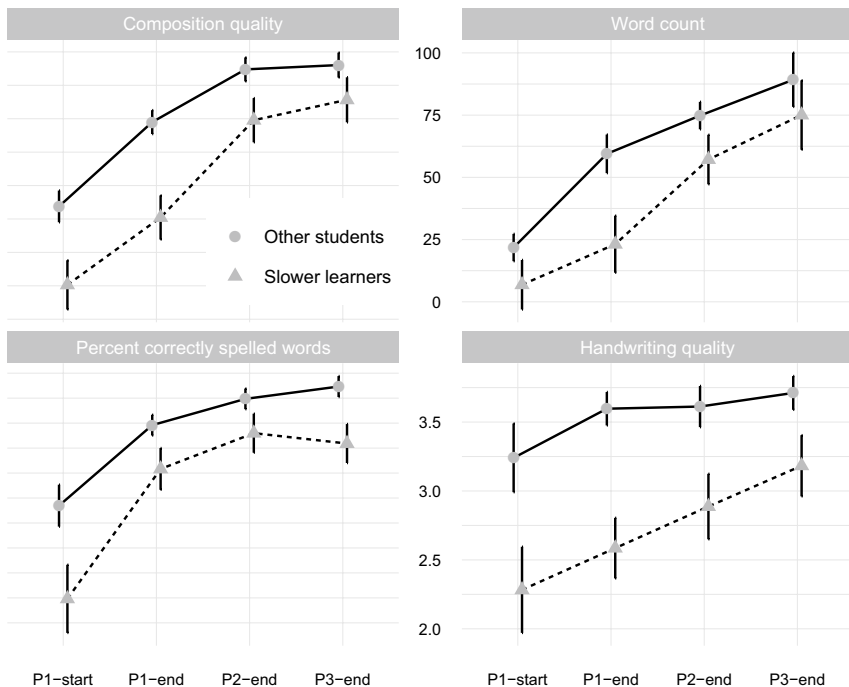 Composition quality
Word count
100
75
50
25
0
Other students
Slower learners
Percent correctly spelled words
Handwriting quality
3.5
3.0
2.5
2.0
P1−start P1−end P2−end P3−end
P1−start P1−end P2−end P3−end